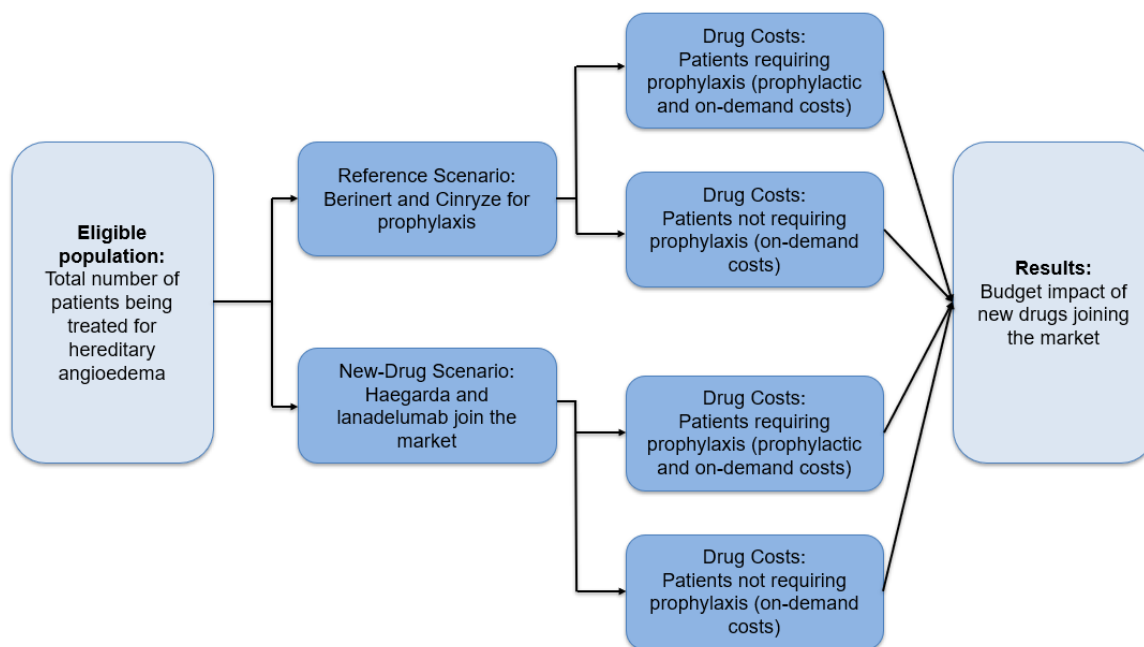 Eligible
population:
Total number of
patients being
treated for
hereditary
angioedema
Reference Scenario:
Berinert and Cinryze for
prophylaxis
New-Drug Scenario:
Haegarda and
lanadelumab join the
market
Drug Costs:
Patients requiring
prophylaxis (prophylactic
and on-demand costs)
Drug Costs:
Patients not requiring
prophylaxis (on-demand
costs)
Drug Costs:
Patients requiring
prophylaxis (prophylactic
and on-demand costs)
Drug Costs:
Patients not requiring
prophylaxis (on-demand
costs)
Results:
Budget impact of
new drugs joining
the market